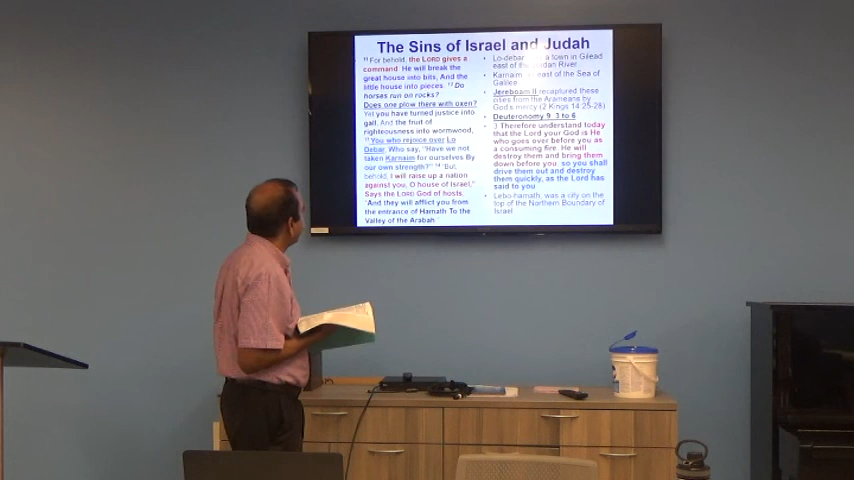 The Sins of Israel and Judah
11 For behold, the LORD gives a
command: He will break the
great house into bits, And the
little house into pieces. 12 Do
horses run on rocks?
Does one plow there with oxen?
Yet you have turned justice into
gall, And the fruit of
righteousness into wormwood,
13 You who rejoice over Lo
Debar, Who say, "Have we not
taken Karnaim for ourselves By
our own strength?" 14 "But,
behold, I will raise up a nation
against you, O house of Israel,"
Says the LORD God of hosts;
"And they will afflict you from
the entrance of Hamath To the
Valley of the Arabah."
• Lo-debar a town in Gilead
east of the Jordan River
• Karnaim east of the Sea of
Galilee
• Jereboam II recaptured these
cities from the Arameans by
God's mercy (2 Kings 14:25-28)
• Deuteronomy 9 3 to 6
• 3 Therefore understand today
that the Lord your God is He
who goes over before you as
a consuming fire. He will
destroy them and bring them
down before you so you shall
drive them out and destroy
them quickly, as the Lord has
said to you
• Lebo-hamath was a city on the
top of the Northern Boundary of
Israel